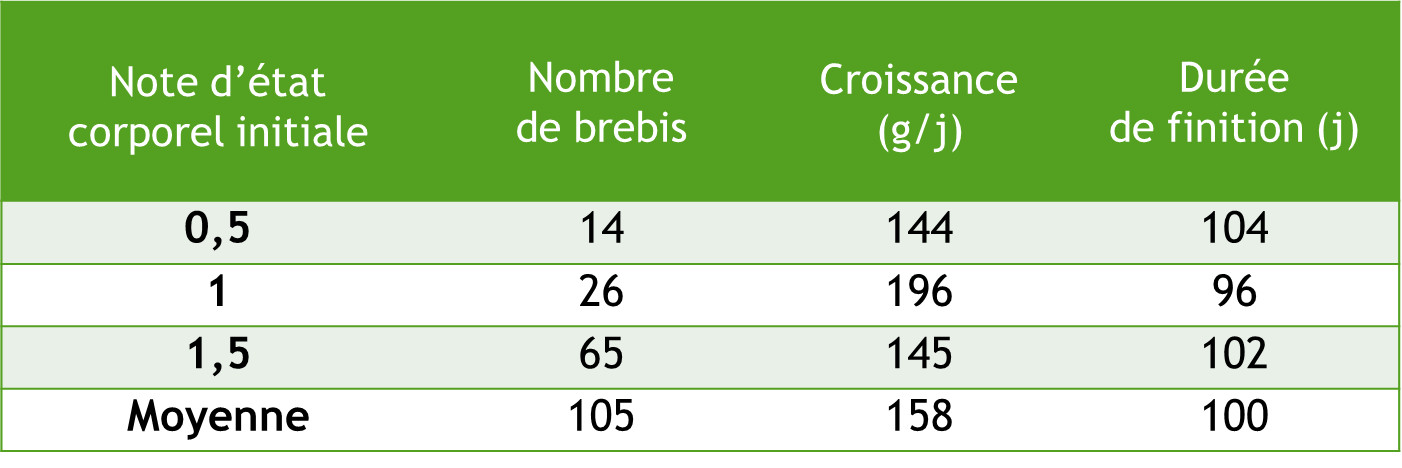 Note d’état
corporel initiale
Nombre
de brebis
Croissance
(g/j)
Durée
de finition (j)
0,5 14 144 104
1 26 196 96
1,5 65 145 102
Moyenne 105 158 100